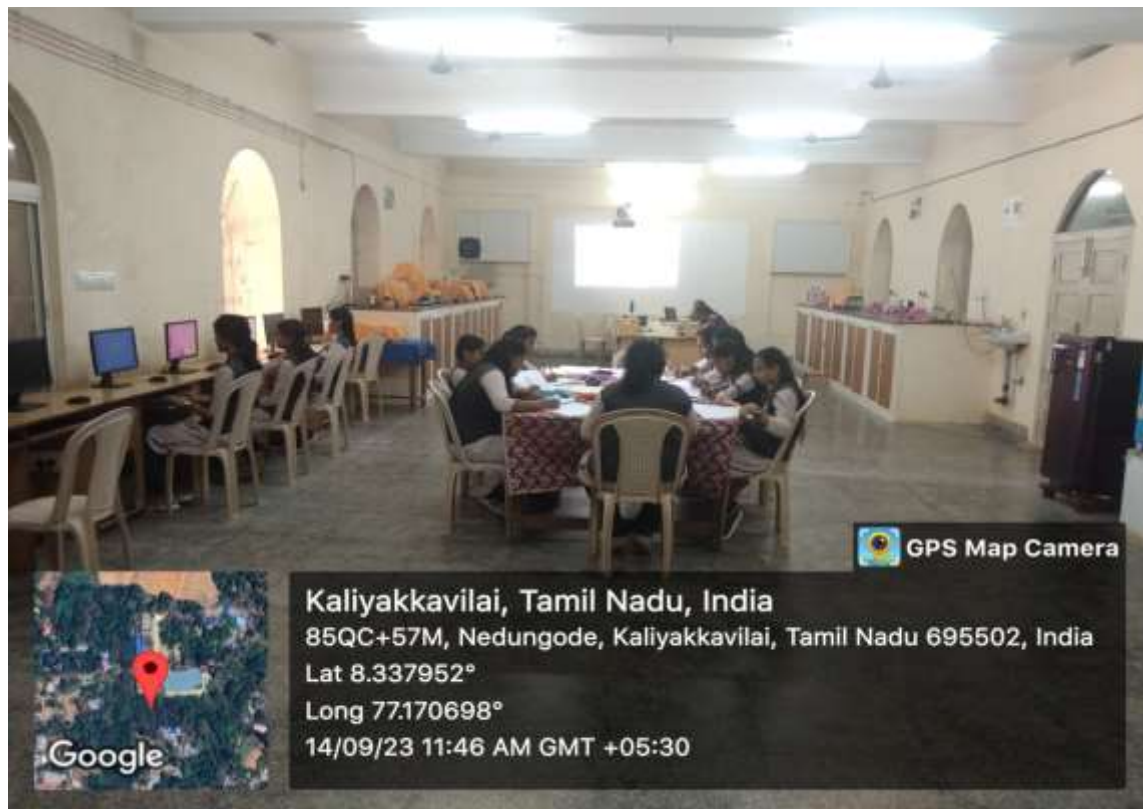 GPS Map Camera
Kaliyakkavilai, Tamil Nadu, India
85QC+57M, Nedungode, Kaliyakkavilai, Tamil Nadu 695502, India
Lat 8.337952°
Long 77.170698°
14/09/23 11:46 AM GMT +05:30
Google